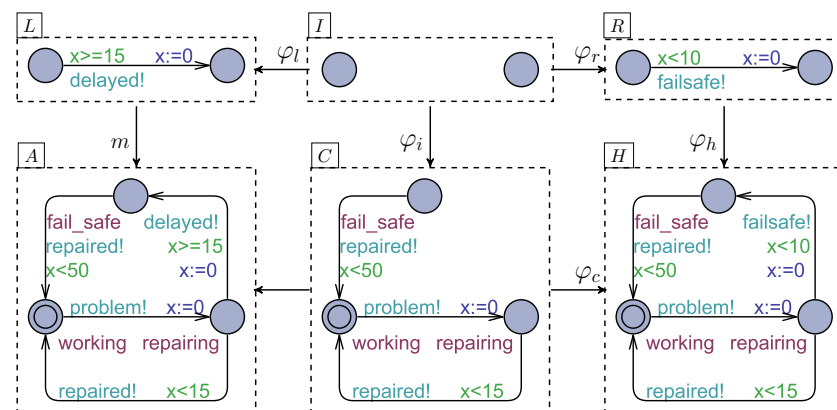 L
I
R
x>=15 x:=0
delayed!
φl
φr
x<10 x:=0
failsafe!
m
φi
φh
A
C
H
fail_safe delayed!
repaired! x>=15
x<50 x:=0
problem! x:=0
working repairing
repaired! x<15
fail_safe
repaired!
x<50
problem! x:=0
working repairing
repaired! x<15
φc
fail_safe failsafe!
repaired! x<10
x<50 x:=0
problem! x:=0
working repairing
repaired! x<15